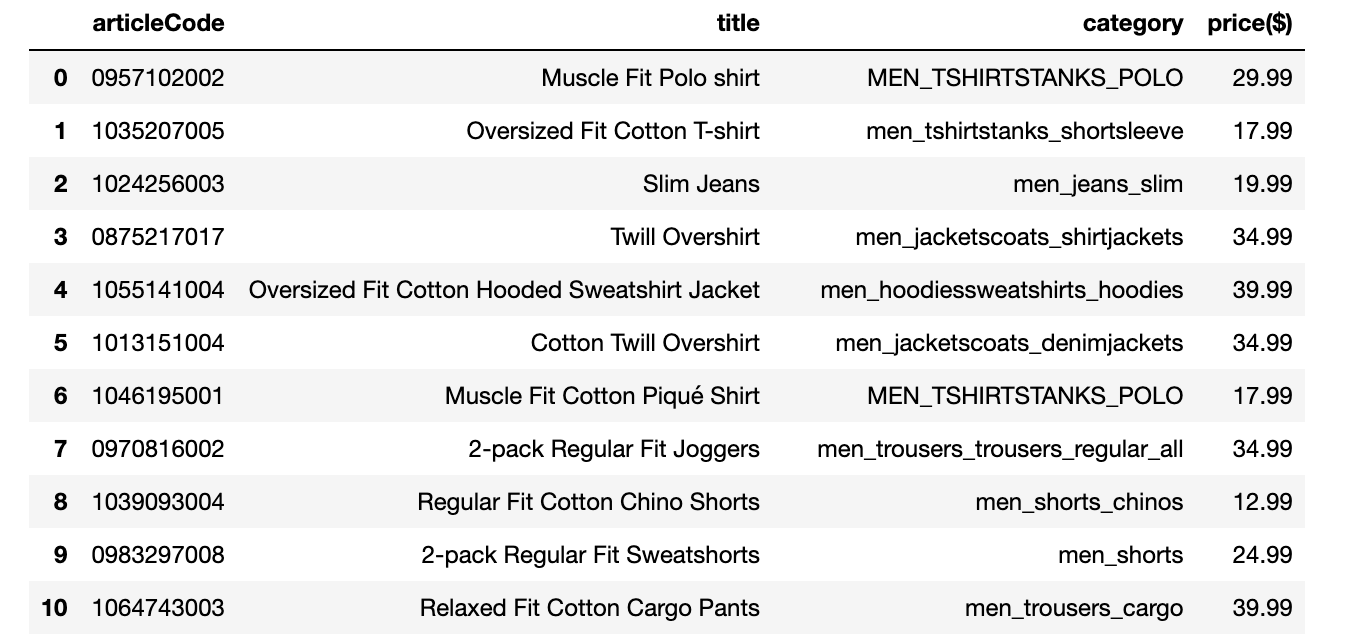 articleCode title category price($)
0 0957102002 Muscle Fit Polo shirt MEN_TSHIRTSTANKS_POLO 29.99
1 1035207005 Oversized Fit Cotton T-shirt men_tshirtstanks_shortsleeve 17.99
2 1024256003 Slim Jeans men_jeans_slim 19.99
3 0875217017 Twill Overshirt men_jacketscoats_shirtjackets 34.99
4 1055141004 Oversized Fit Cotton Hooded Sweatshirt Jacket men_hoodiessweatshirts_hoodies 39.99
5 1013151004 Cotton Twill Overshirt men_jacketscoats_denimjackets 34.99
6 1046195001 Muscle Fit Cotton Piqué Shirt MEN_TSHIRTSTANKS_POLO 17.99
7 0970816002 2-pack Regular Fit Joggers men_trousers_trousers_regular_all 34.99
8 1039093004 Regular Fit Cotton Chino Shorts men_shorts_chinos 12.99
9 0983297008 2-pack Regular Fit Sweatshorts men_shorts 24.99
10 1064743003 Relaxed Fit Cotton Cargo Pants men_trousers_cargo 39.99